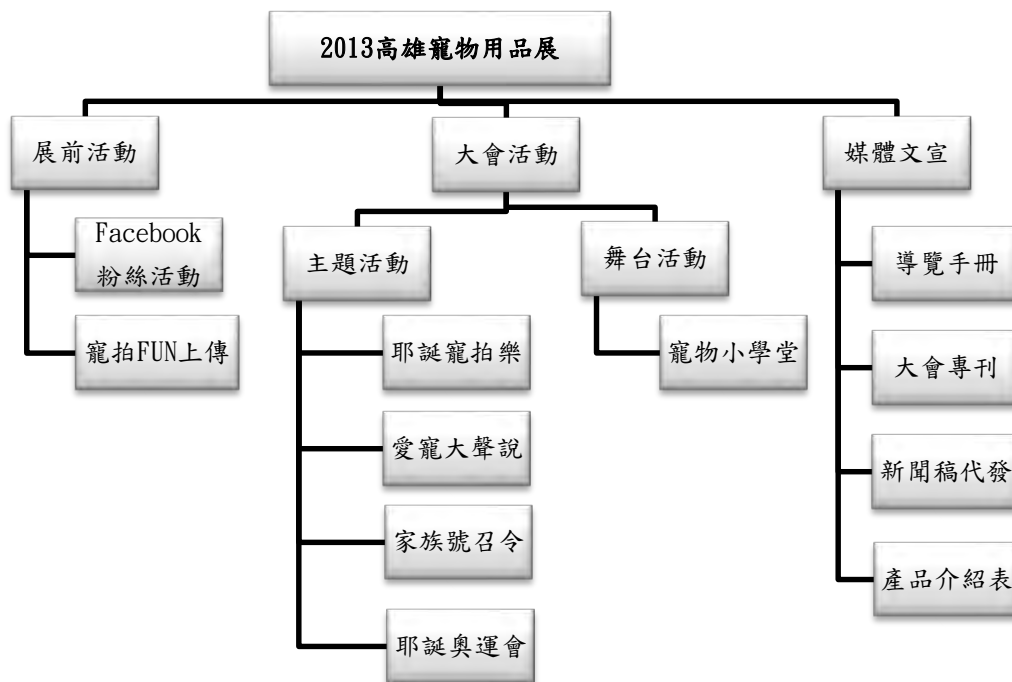 2013高雄寵物用品展
展前活動
Facebook
粉絲活動
寵拍FUN上傳
大會活動
主題活動
耶誕寵拍樂
愛寵大聲說
家族號召令
耶誕奧運會
舞台活動
寵物小學堂
媒體文宣
導覽手冊
大會專刊
新聞稿代發
產品介紹表